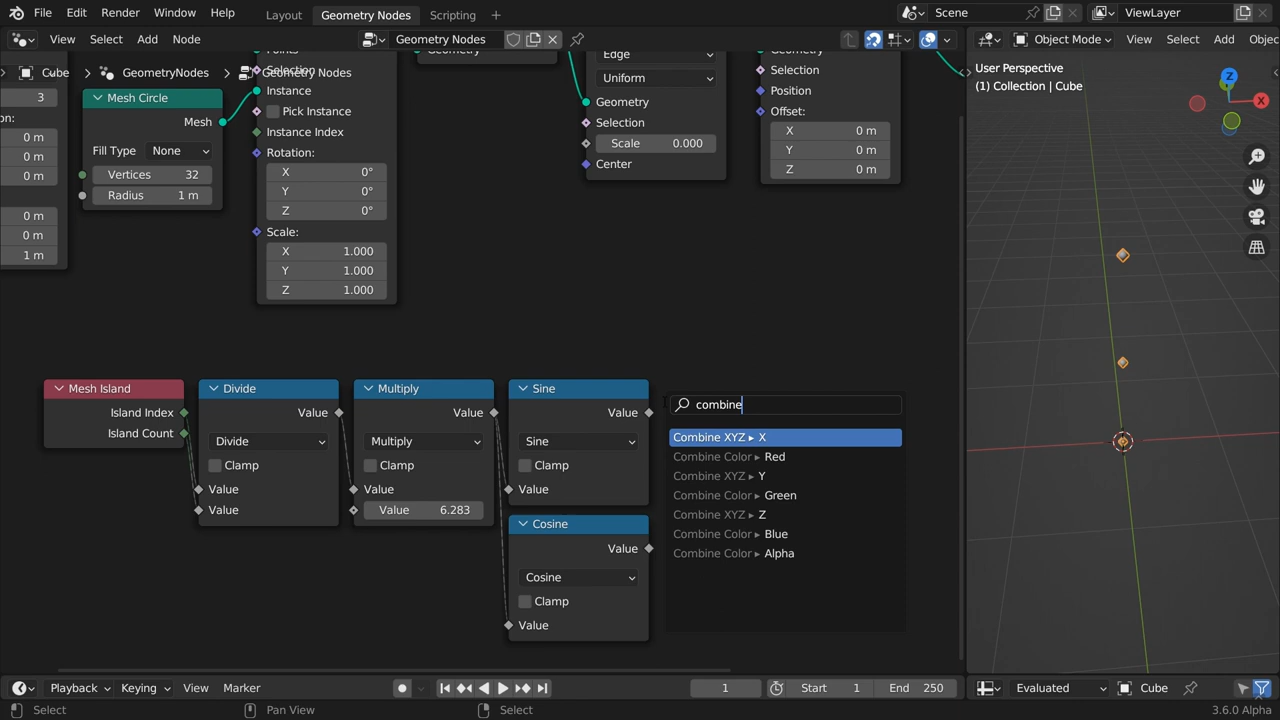 File Edit Render Window Help Layout Geometry Nodes Scripting + Scene ViewLayer
View Select Add Node Geometry Nodes Object Mode View Select Add Objec
Cube > GeometryNodes > Geometry Nodes
3
0 m
0 m
0 m
0 m
0 m
1 m
Mesh Circle
Mesh
Fill Type None
Vertices 32
Radius 1 m
Points
Selection
Instance
Pick Instance
Instance Index
Rotation:
X 0°
Y 0°
Z 0°
Scale:
X 1.000
Y 1.000
Z 1.000
Geometry
Edge
Uniform
Geometry
Selection
Scale 0.000
Center
Geometry
Selection
Position
Offset:
X 0 m
Y 0 m
Z 0 m
User Perspective
(1) Collection | Cube
Z
X
Mesh Island
Island Index
Island Count
Divide
Value
Divide
Clamp
Value
Value
Multiply
Value
Multiply
Clamp
Value
Value 6.283
Sine
Value
Sine
Clamp
Value
Cosine
Value
Cosine
Clamp
Value
combine
Combine XYZ ▸ X
Combine Color ▸ Red
Combine XYZ ▸ Y
Combine Color ▸ Green
Combine XYZ ▸ Z
Combine Color ▸ Blue
Combine Color ▸ Alpha
Playback Keying View Marker 1 Start 1 End 250 Evaluated Cube
Select Pan View Select 3.6.0 Alpha